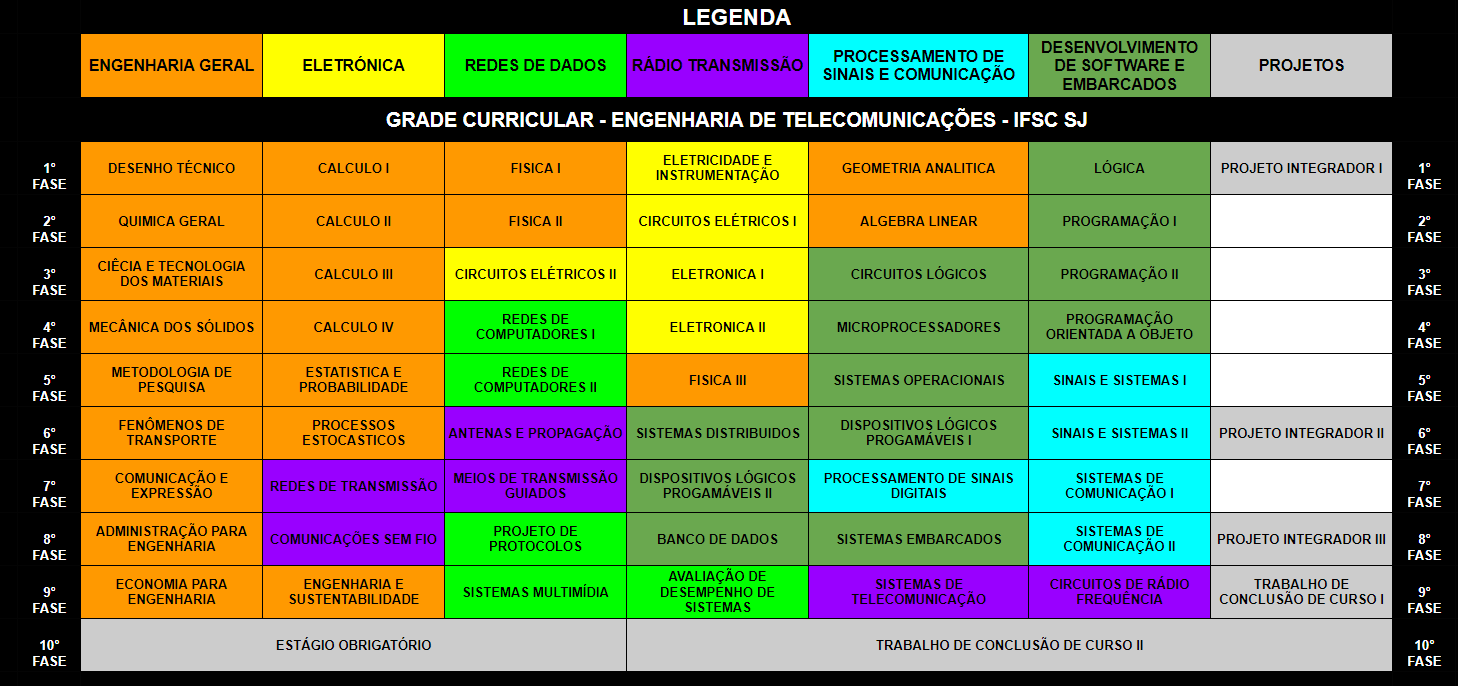 LEGENDA
ENGENHARIA GERAL
ELETRÓNICA
REDES DE DADOS
RÁDIO TRANSMISSÃO
PROCESSAMENTO DE
SINAIS E COMUNICAÇÃO
DESENVOLVIMENTO
DE SOFTWARE E
EMBARCADOS
PROJETOS
GRADE CURRICULAR - ENGENHARIA DE TELECOMUNICAÇÕES - IFSC SJ
1°
FASE
DESENHO TÉCNICO
CALCULO I
FISICA I
ELETRICIDADE E
INSTRUMENTAÇÃO
GEOMETRIA ANALITICA
LÓGICA
PROJETO INTEGRADOR I
1°
FASE
2°
FASE
QUIMICA GERAL
CALCULO II
FISICA II
CIRCUITOS ELÉTRICOS I
ALGEBRA LINEAR
PROGRAMAÇÃO I
2°
FASE
3°
FASE
CIÊCIA E TECNOLOGIA
DOS MATERIAIS
CALCULO III
CIRCUITOS ELÉTRICOS II
ELETRONICA I
CIRCUITOS LÓGICOS
PROGRAMAÇÃO II
3°
FASE
4°
FASE
MECÂNICA DOS SÓLIDOS
CALCULO IV
REDES DE
COMPUTADORES I
ELETRONICA II
MICROPROCESSADORES
PROGRAMAÇÃO
ORIENTADA A OBJETO
4°
FASE
5°
FASE
METODOLOGIA DE
PESQUISA
ESTATISTICA E
PROBABILIDADE
REDES DE
COMPUTADORES II
FISICA III
SISTEMAS OPERACIONAIS
SINAIS E SISTEMAS I
5°
FASE
6°
FASE
FENÔMENOS DE
TRANSPORTE
PROCESSOS
ESTOCASTICOS
ANTENAS E PROPAGAÇÃO
SISTEMAS DISTRIBUIDOS
DISPOSITIVOS LÓGICOS
PROGAMÁVEIS I
SINAIS E SISTEMAS II
PROJETO INTEGRADOR II
6°
FASE
7°
FASE
COMUNICAÇÃO E
EXPRESSÃO
REDES DE TRANSMISSÃO
MEIOS DE TRANSMISSÃO
GUIADOS
DISPOSITIVOS LÓGICOS
PROGAMÁVEIS II
PROCESSAMENTO DE SINAIS
DIGITAIS
SISTEMAS DE
COMUNICAÇÃO I
7°
FASE
8°
FASE
ADMINISTRAÇÃO PARA
ENGENHARIA
COMUNICAÇÕES SEM FIO
PROJETO DE
PROTOCOLOS
BANCO DE DADOS
SISTEMAS EMBARCADOS
SISTEMAS DE
COMUNICAÇÃO II
PROJETO INTEGRADOR III
8°
FASE
9°
FASE
ECONOMIA PARA
ENGENHARIA
ENGENHARIA E
SUSTENTABILIDADE
SISTEMAS MULTIMÍDIA
AVALIAÇÃO DE
DESEMPENHO DE
SISTEMAS
SISTEMAS DE
TELECOMUNICAÇÃO
CIRCUITOS DE RÁDIO
FREQUÊNCIA
TRABALHO DE
CONCLUSÃO DE CURSO I
9°
FASE
10°
FASE
ESTÁGIO OBRIGATÓRIO
TRABALHO DE CONCLUSÃO DE CURSO II
10°
FASE